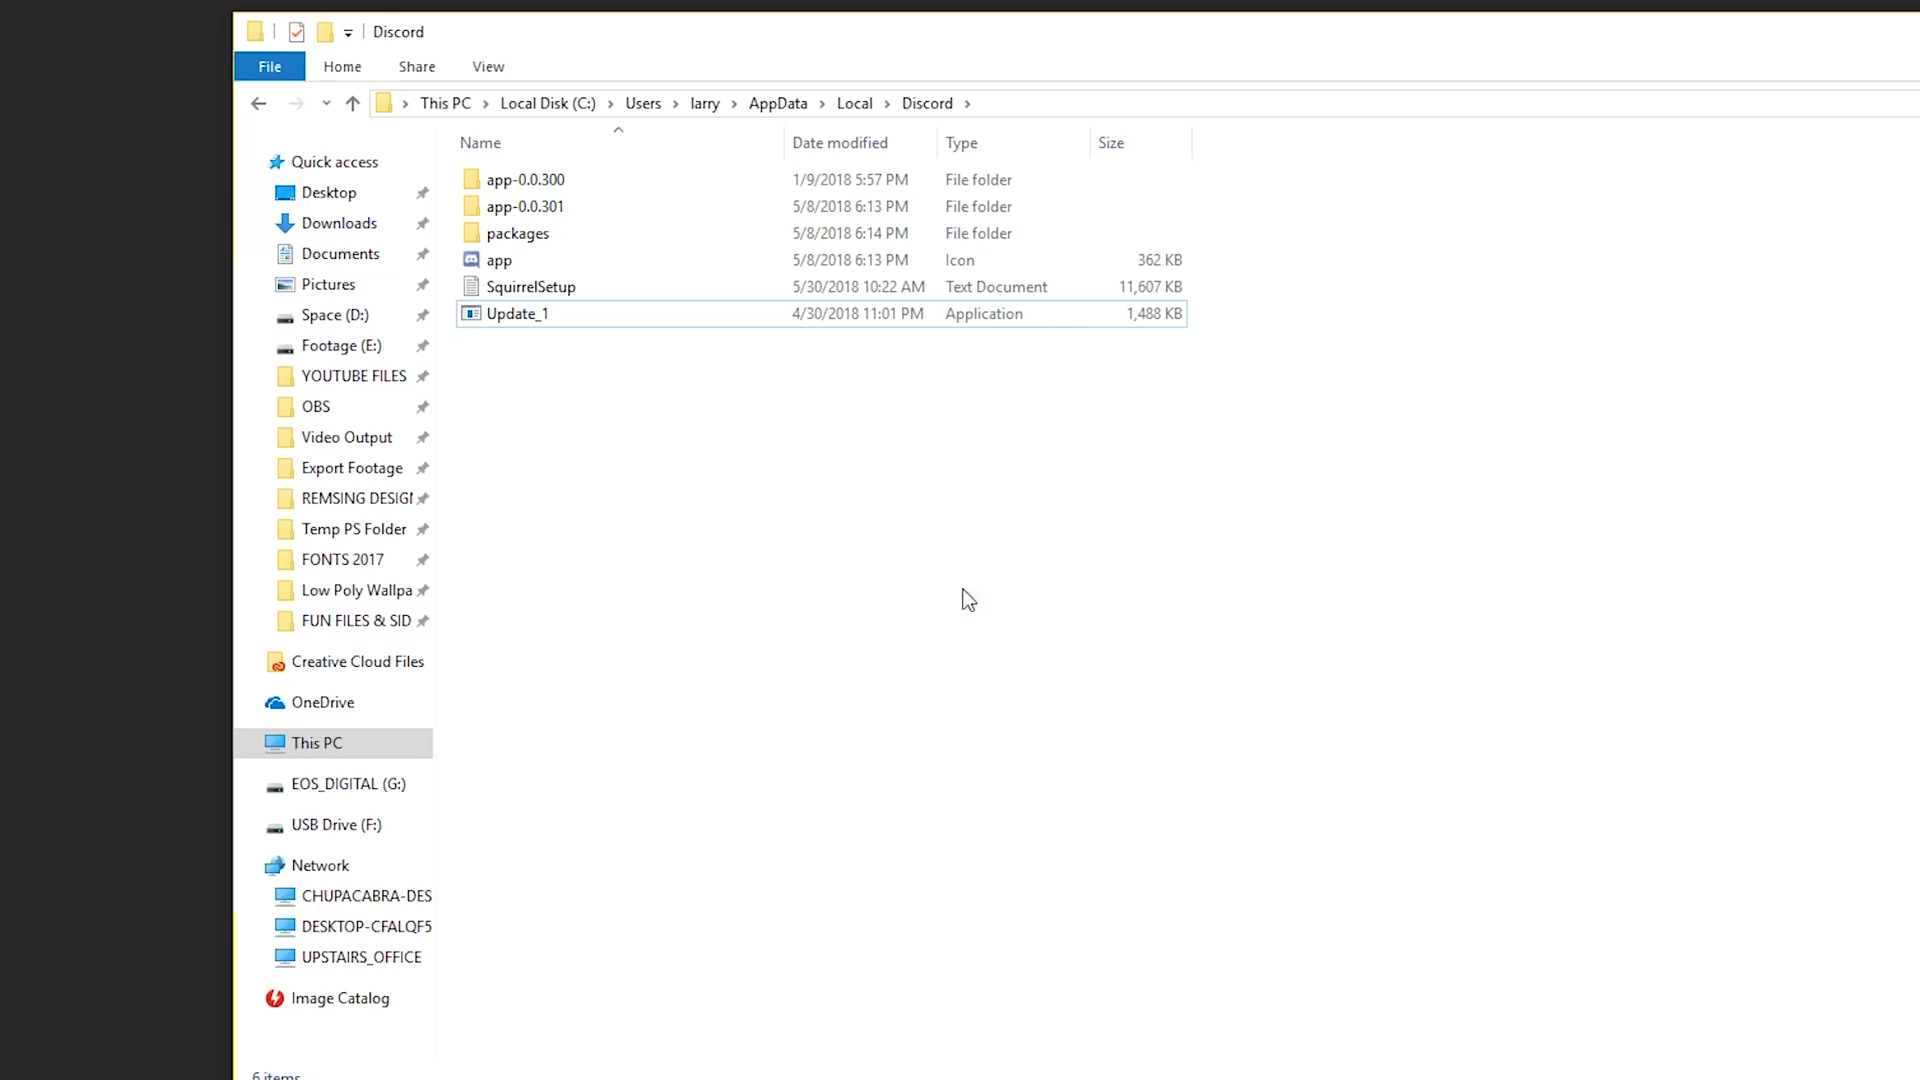 Discord
File Home Share View
This PC Local Disk (C:) Users larry AppData Local Discord
Name Date modified Type Size
Quick access
Desktop
Downloads
Documents
Pictures
Space (D:)
Footage (E:)
YOUTUBE FILES
OBS
Video Output
Export Footage
REMSING DESIGN
Temp PS Folder
FONTS 2017
Low Poly Wallpa
FUN FILES & SID
Creative Cloud Files
OneDrive
This PC
EOS_DIGITAL (G:)
USB Drive (F:)
Network
CHUPACABRA-DES
DESKTOP-CFALQF5
UPSTAIRS_OFFICE
Image Catalog
app-0.0.300 1/9/2018 5:57 PM File folder
app-0.0.301 5/8/2018 6:13 PM File folder
packages 5/8/2018 6:14 PM File folder
app 5/8/2018 6:13 PM Icon 362 KB
SquirrelSetup 5/30/2018 10:22 AM Text Document 11,607 KB
Update_1 4/30/2018 11:01 PM Application 1,488 KB
6 items